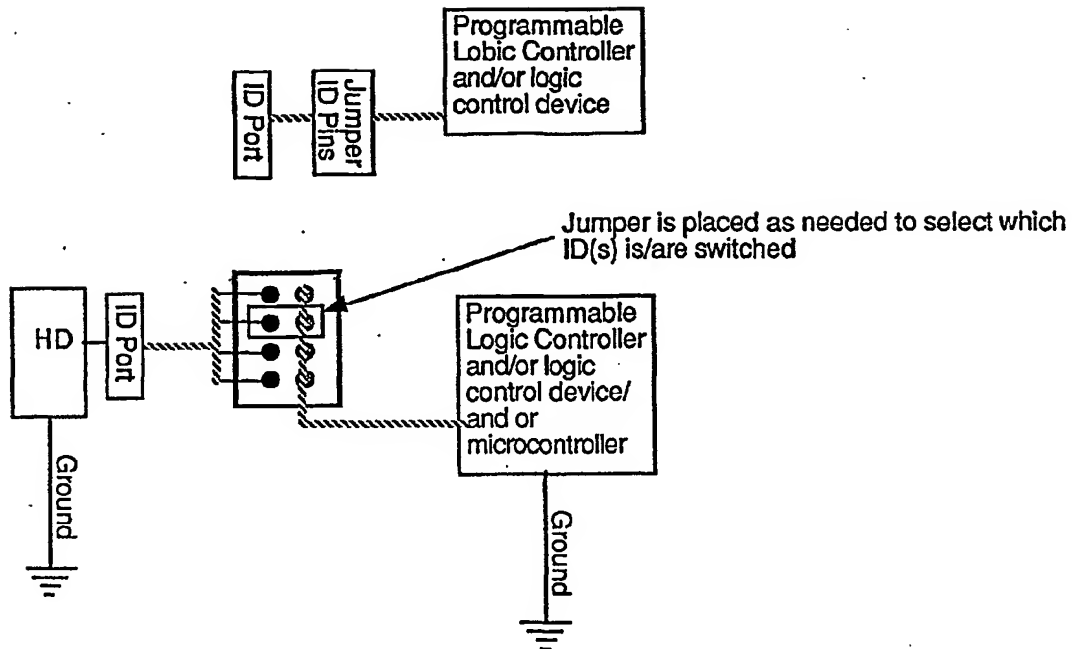 Programmable
Lobic Controller
and/or logic
control device
ID Port
Jumper
ID Pins
Jumper is placed as needed to select which
ID(s) is/are switched
HD
ID Port
Programmable
Logic Controller
and/or logic
control device/
and or
microcontroller
Ground
Ground